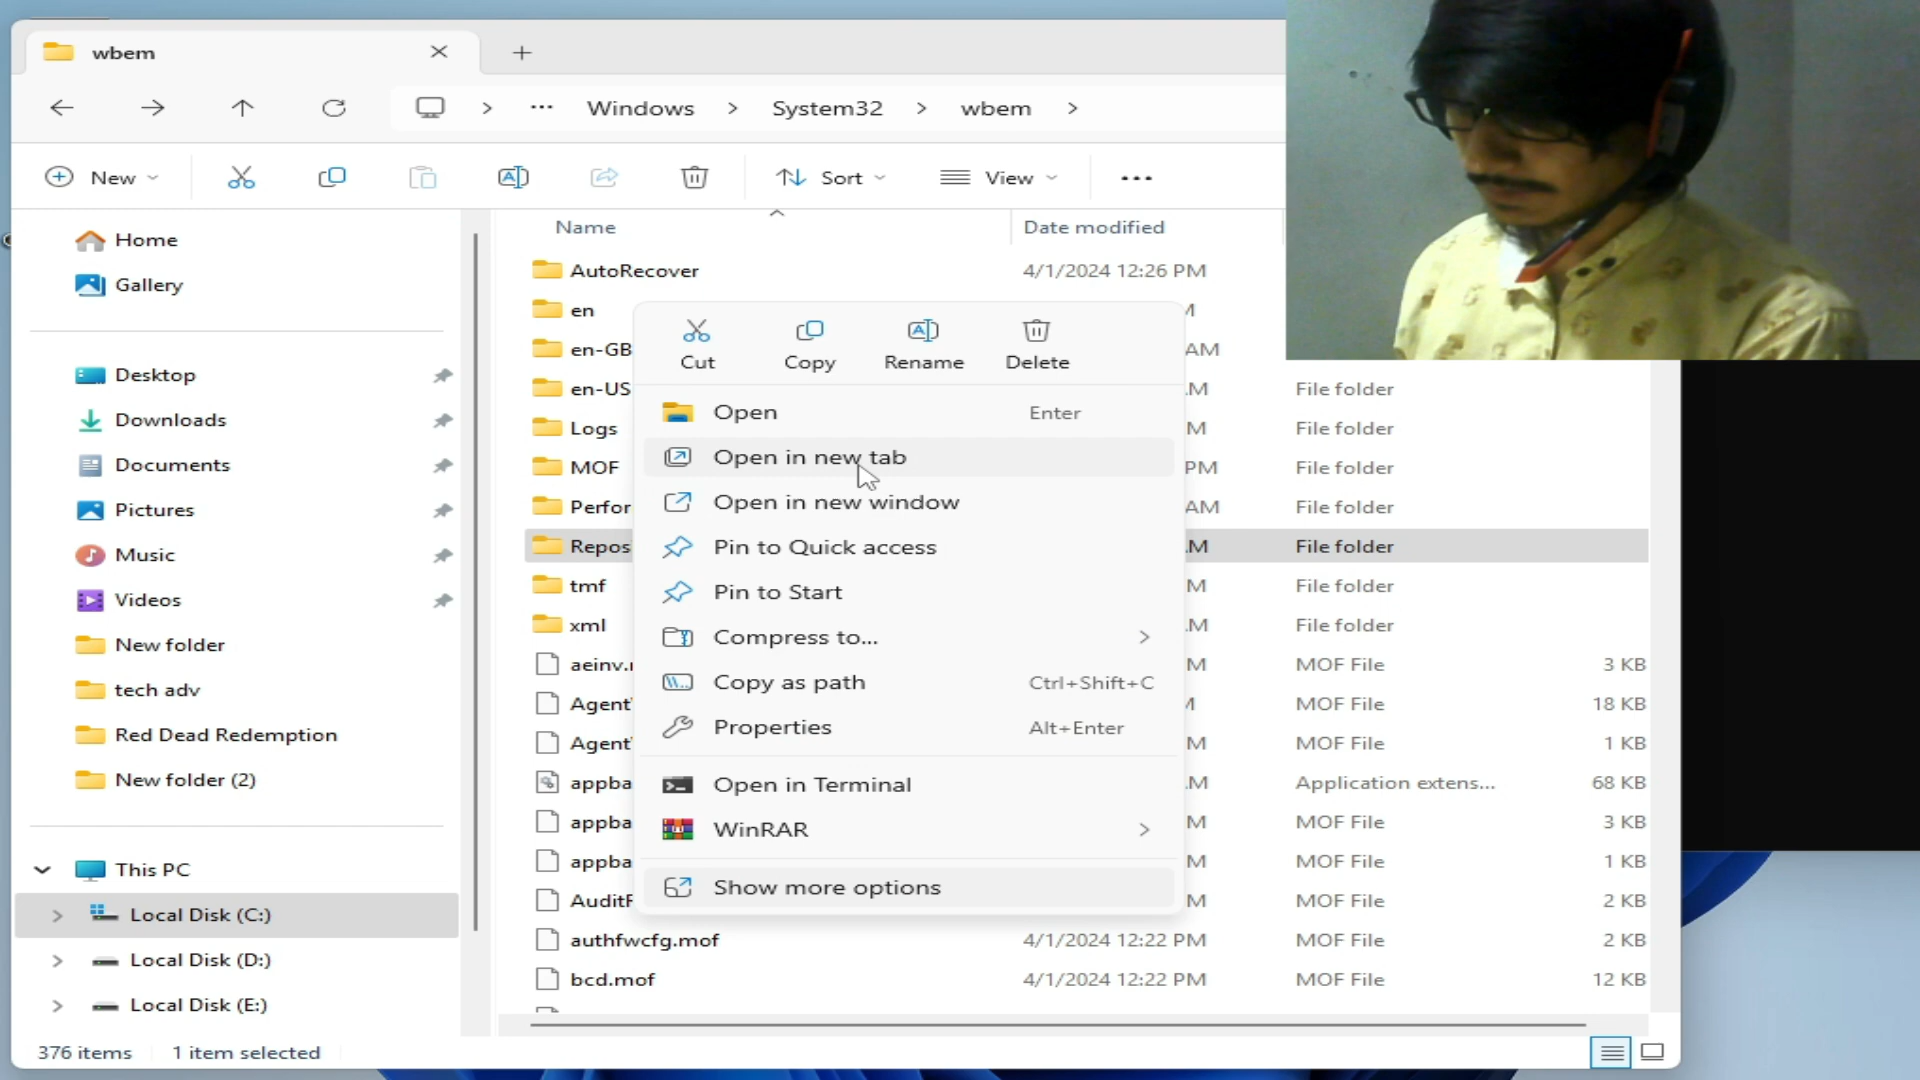 wbem
Windows > System32 > wbem >
New
Sort
View
Home
Gallery
Desktop
Downloads
Documents
Pictures
Music
Videos
New folder
tech adv
Red Dead Redemption
New folder (2)
This PC
Local Disk (C:)
Local Disk (D:)
Local Disk (E:)
Name Date modified
AutoRecover 4/1/2024 12:26 PM
en
en-GB AM
en-US File folder
Logs File folder
MOF PM File folder
Perfor AM File folder
Repos File folder
tmf M File folder
xml File folder
aeinv. M MOF File 3 KB
Agent MOF File 18 KB
Agent M MOF File 1 KB
appba Application extens... 68 KB
appba M MOF File 3 KB
appba M MOF File 1 KB
Audit M MOF File 2 KB
authfwcfg.mof 4/1/2024 12:22 PM MOF File 2 KB
bcd.mof 4/1/2024 12:22 PM MOF File 12 KB
Cut Copy Rename Delete
Open Enter
Open in new tab
Open in new window
Pin to Quick access
Pin to Start
Compress to...
Copy as path Ctrl+Shift+C
Properties Alt+Enter
Open in Terminal
WinRAR
Show more options
376 items 1 item selected